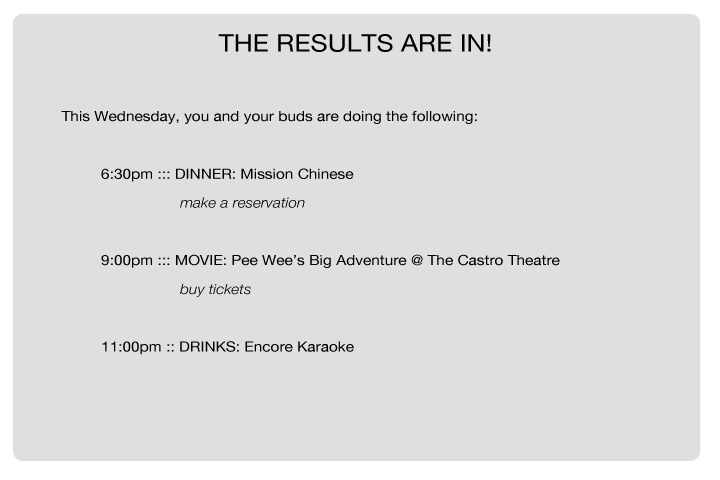 THE RESULTS ARE IN!
This Wednesday, you and your buds are doing the following:
6:30pm ::: DINNER: Mission Chinese
make a reservation
9:00pm ::: MOVIE: Pee Wee’s Big Adventure @ The Castro Theatre
buy tickets
11:00pm :: DRINKS: Encore Karaoke